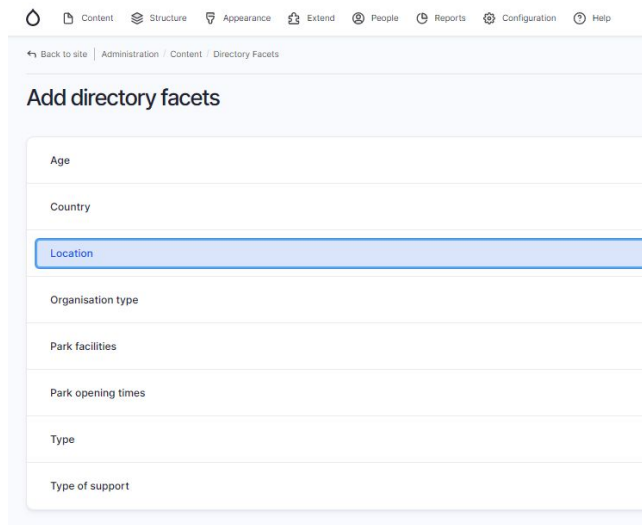 Content Structure Appearance Extend People Reports Configuration Help
Back to site Administration / Content / Directory Facets
Add directory facets
Age
Country
Location
Organisation type
Park facilities
Park opening times
Type
Type of support